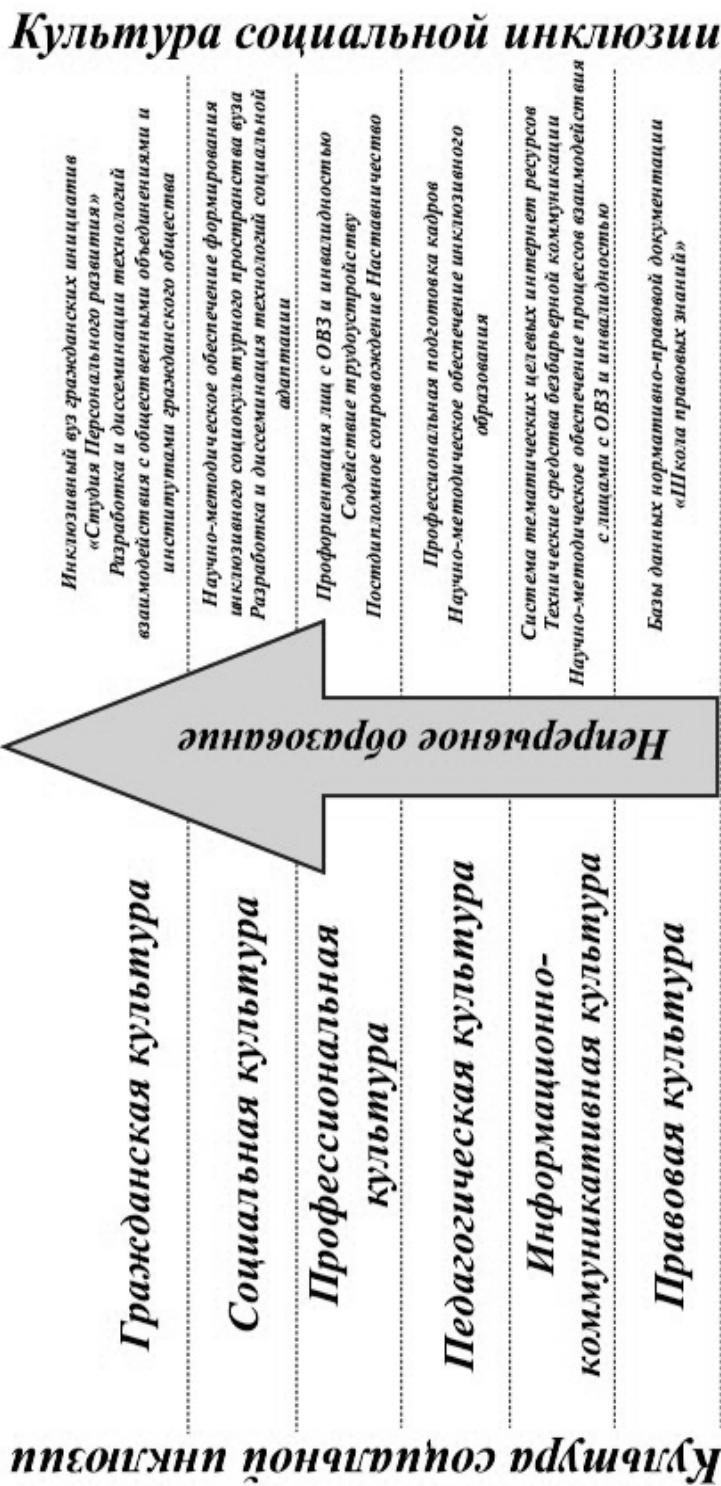 Культура социальной инклюзии
Гражданская культура
Инклюзивный вуз гражданских инициатив
«Студия Персонального развития»
Разработка и диссеминации технологий
взаимодействия с общественными объединениями и
институтами гражданского общества
Социальная культура
Научно-методическое обеспечение формирования
инклюзивного социокультурного пространства вуза
Разработка и диссеминация технологий социальной
адаптации
Профессиональная
культура
Профориентация лиц с ОВЗ и инвалидностью
Содействие трудоустройству
Постдипломное сопровождение Наставничество
Педагогическая культура
Профессиональная подготовка кадров
Научно-методическое обеспечение инклюзивного
образования
Информационно-
коммуникативная культура
Система тематических целевых интернет ресурсов
Технические средства безбарьерной коммуникации
Научно-методическое обеспечение процессов взаимодействия
с лицами с ОВЗ и инвалидностью
Правовая культура
Базы данных нормативно-правовой документации
«Школа правовых знаний»
Непрерывное образование
Культура социальной инклюзии